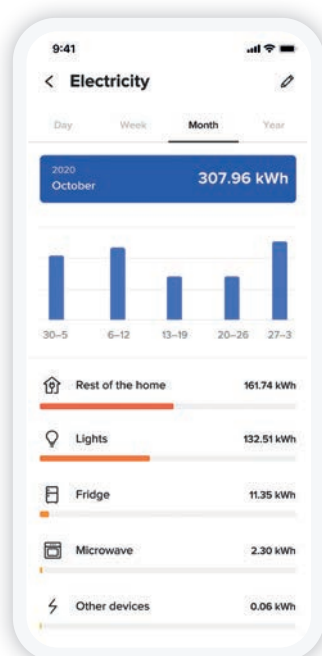 9:41
Electricity
Day Week Month Year
2020
October 307.96 kWh
30–5 6–12 13–19 20–26 27–3
Rest of the home 161.74 kWh
Lights 132.51 kWh
Fridge 11.35 kWh
Microwave 2.30 kWh
Other devices 0.06 kWh